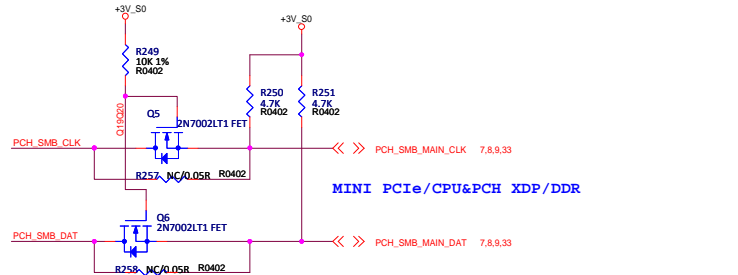 +3V_S0
+3V_S0
R249
10K 1%
R0402
R250
4.7K
R0402
R251
4.7K
R0402
Q19Q20
Q5
2N7002LT1 FET
PCH_SMB_CLK
PCH_SMB_MAIN_CLK 7,8,9,33
R257 NC/0.05R R0402
MINI PCIe/CPU&PCH XDP/DDR
Q6
2N7002LT1 FET
PCH_SMB_DAT
PCH_SMB_MAIN_DAT 7,8,9,33
R258 NC/0.05R R0402